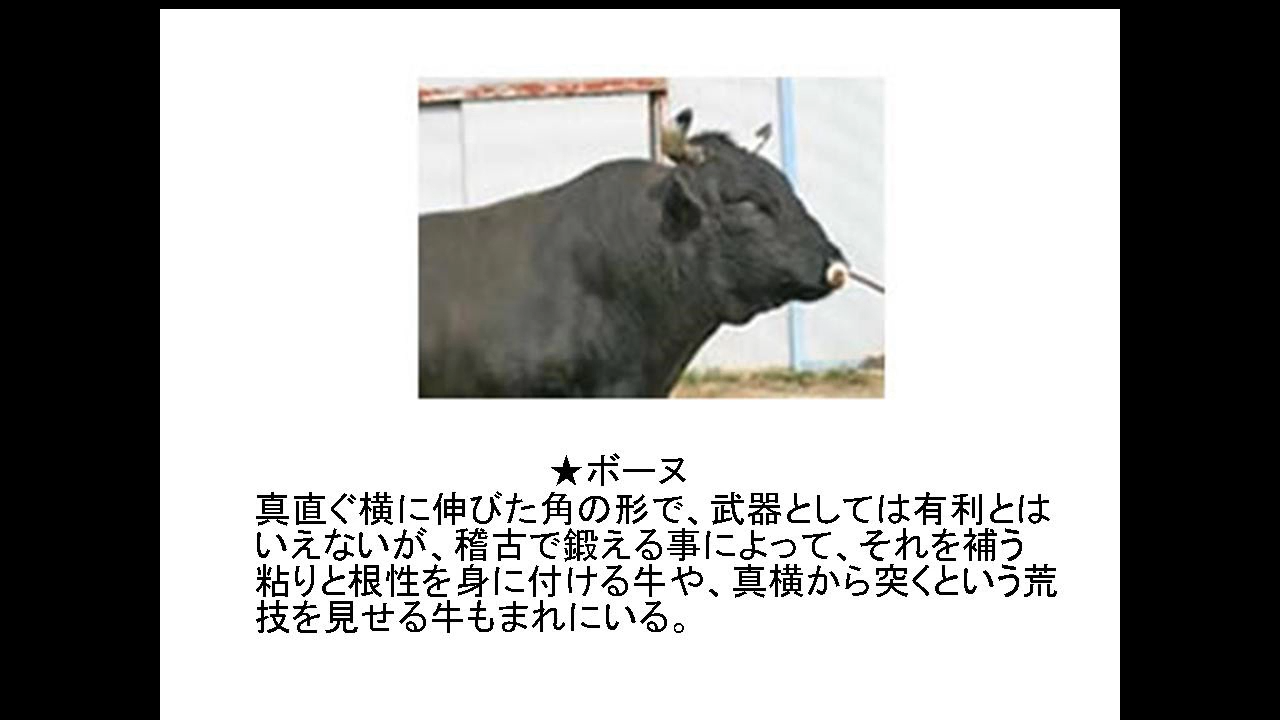 ★ボーヌ
真直ぐ横に伸びた角の形で、武器としては有利とは
いえないが、稽古で鍛える事によって、それを補う
粘りと根性を身に付ける牛や、真横から突くという荒
技を見せる牛もまれにいる。